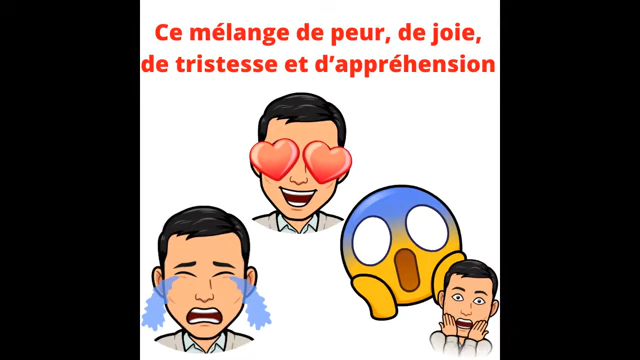 Ce mélange de peur, de joie,
de tristesse et d’appréhension